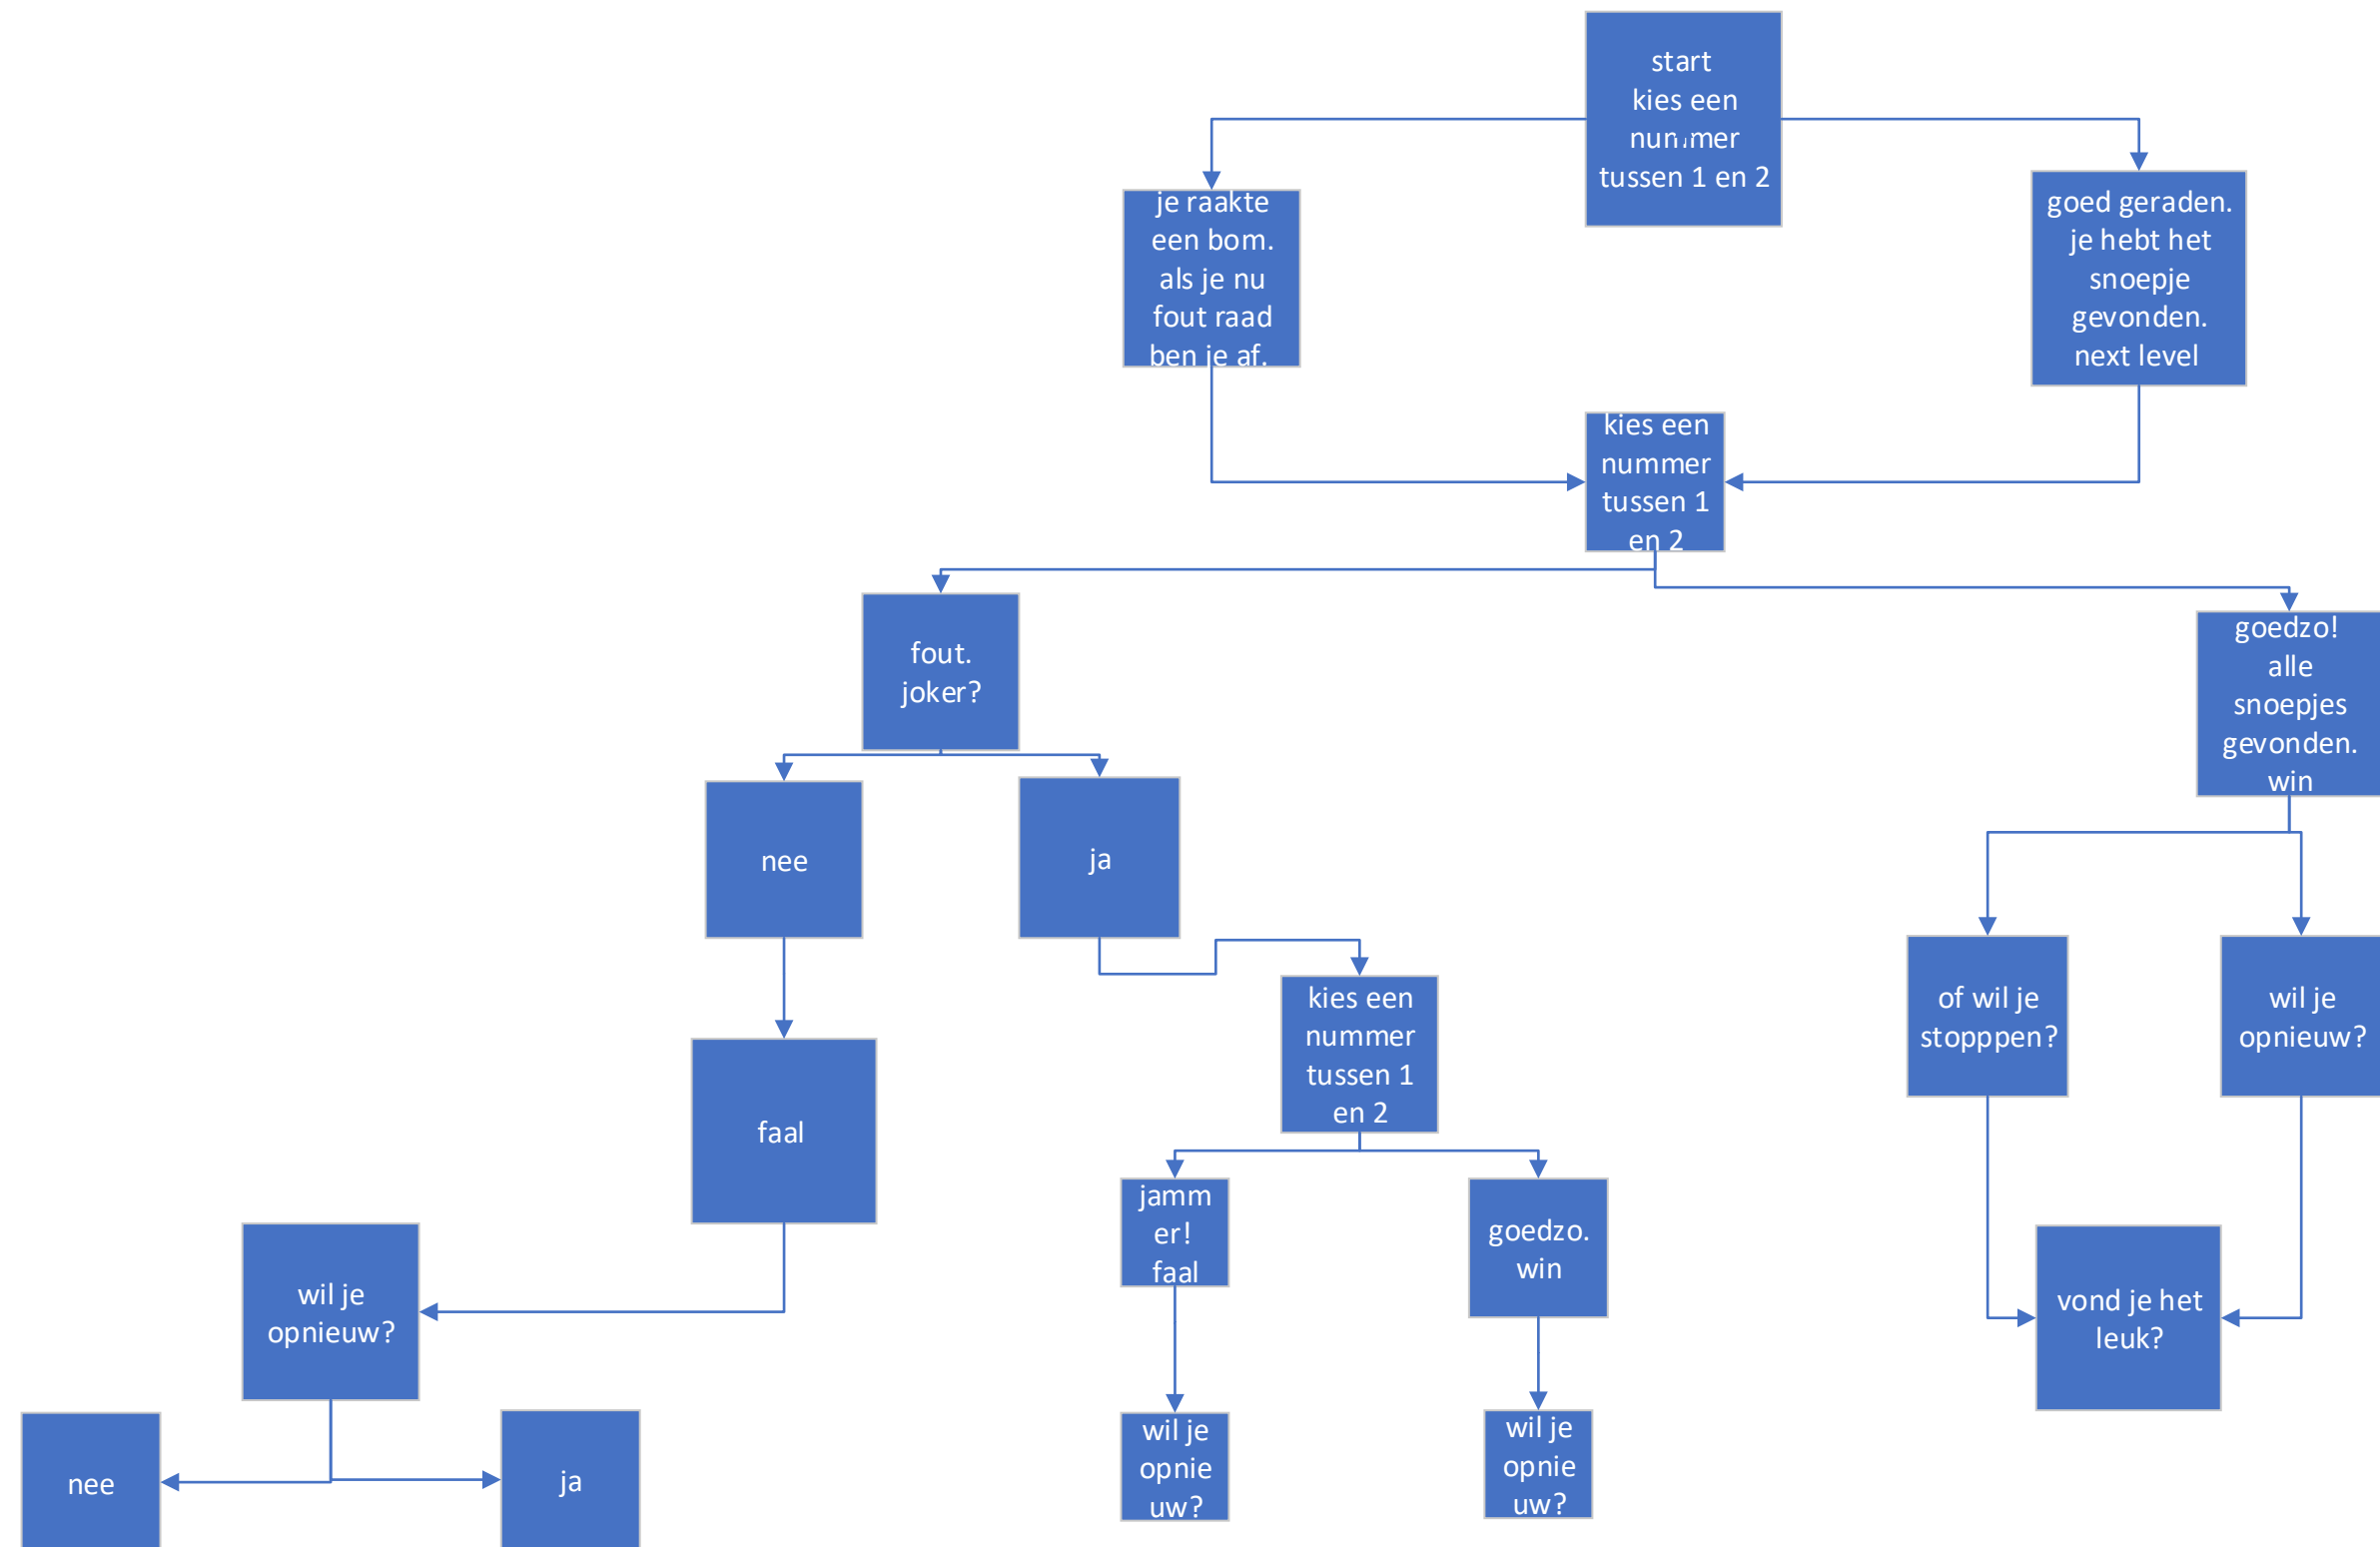 start
kies een
nummer
tussen 1 en 2
je raakte
een bom.
als je nu
fout raad
ben je af.
goed geraden.
je hebt het
snoepje
gevonden.
next level
kies een
nummer
tussen 1
en 2
fout.
joker?
goedzo!
alle
snoepjes
gevonden.
win
nee
ja
of wil je
stopppen?
wil je
opnieuw?
kies een
nummer
tussen 1
en 2
faal
jamm
er!
faal
goedzo.
win
wil je
opnieuw?
vond je het
leuk?
nee
ja
wil je
opnie
uw?
wil je
opnie
uw?